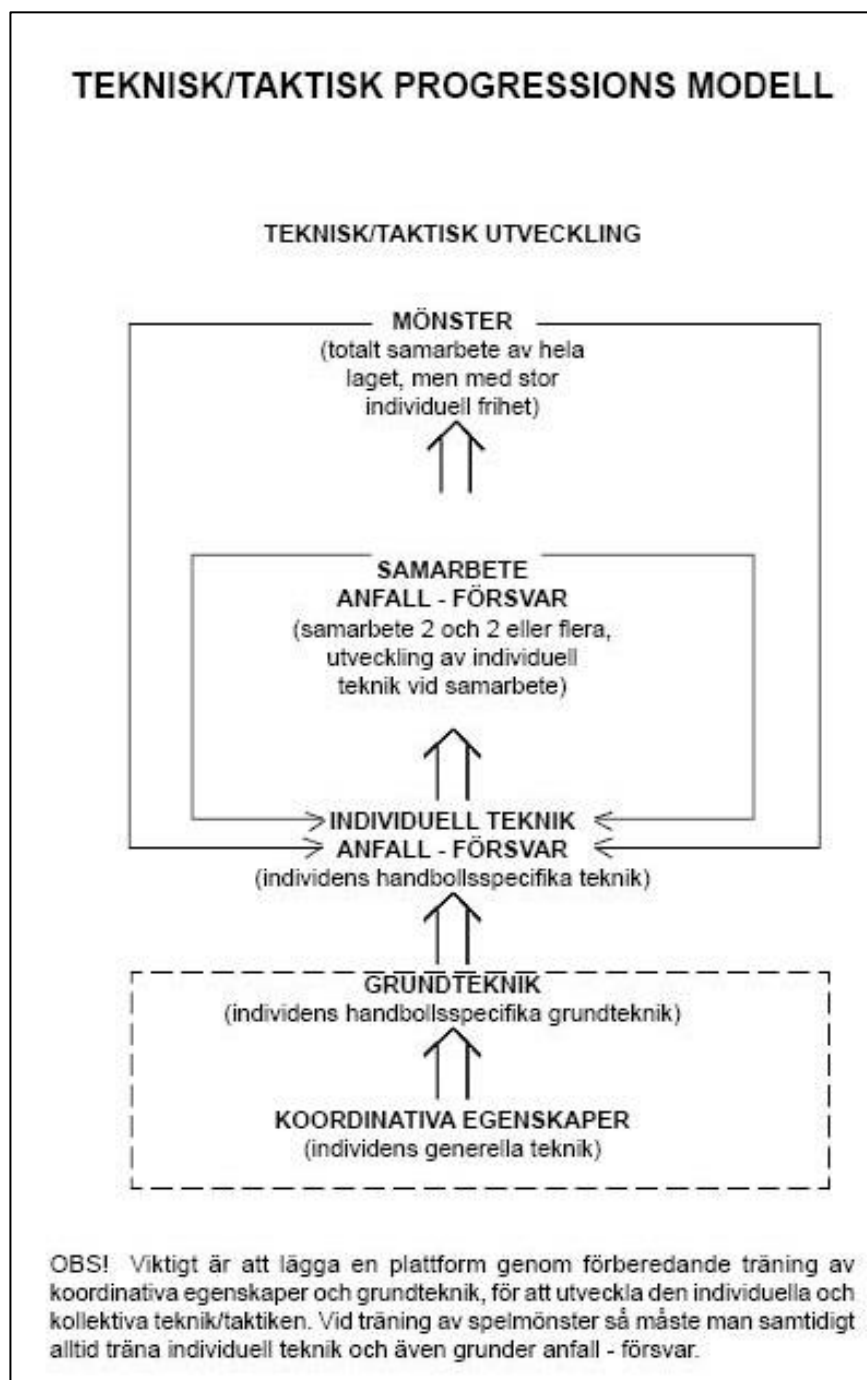 TEKNISK/TAKTISK PROGRESSIONS MODELL
TEKNISK/TAKTISK UTVECKLING
MÖNSTER
(totalt samarbete av hela
laget, men med stor
individuell frihet)
SAMARBETE
ANFALL - FÖRSVAR
(samarbete 2 och 2 eller flera,
utveckling av individuell
teknik vid samarbete)
INDIVIDUELL TEKNIK
ANFALL - FÖRSVAR
(individens handbollsspecifika teknik)
GRUNDTEKNIK
(individens handbollsspecifika grundteknik)
KOORDINATIVA EGENSKAPER
(individens generella teknik)
OBS! Viktigt är att lägga en plattform genom förberedande träning av
koordinativa egenskaper och grundteknik, för att utveckla den individuella och
kollektiva teknik/taktiken. Vid träning av spelmönster så måste man samtidigt
alltid träna individuell teknik och även grunder anfall - försvar.